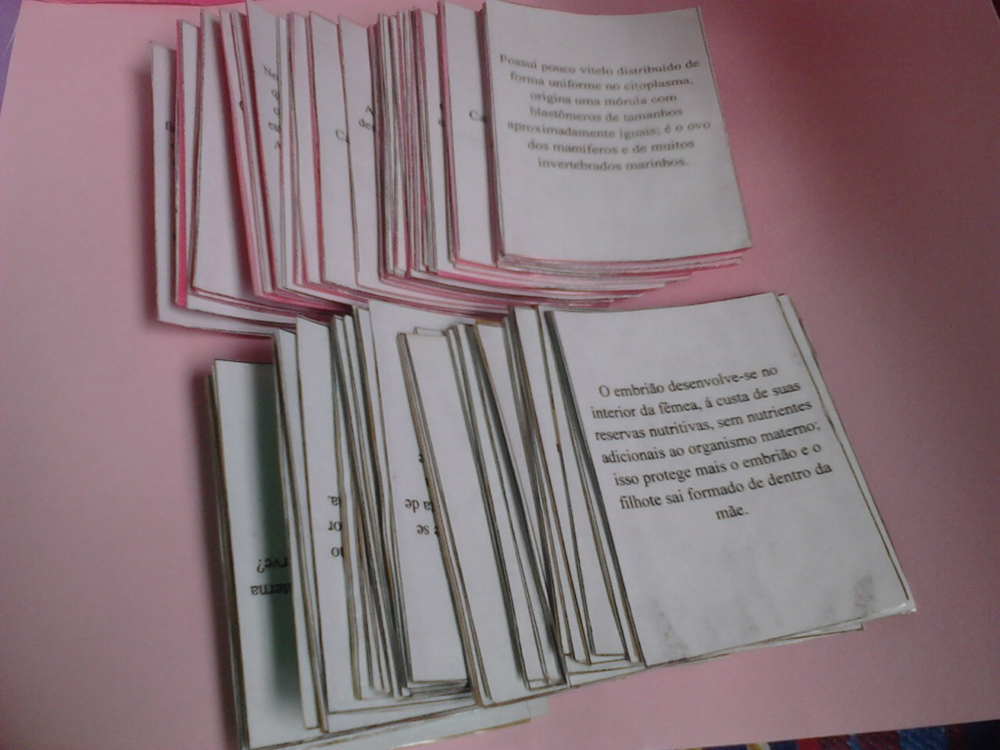 Possui pouco vitelo distribuído de
forma uniforme no citoplasma,
origina uma mórula com
blastômeros de tamanhos
aproximadamente iguais; é o ovo
dos mamíferos e de muitos
invertebrados marinhos.
O embrião desenvolve-se no
interior da fêmea, á custa de suas
reservas nutritivas, sem nutrientes
adicionais ao organismo materno;
isso protege mais o embrião e o
filhote sai formado de dentro da
mãe.